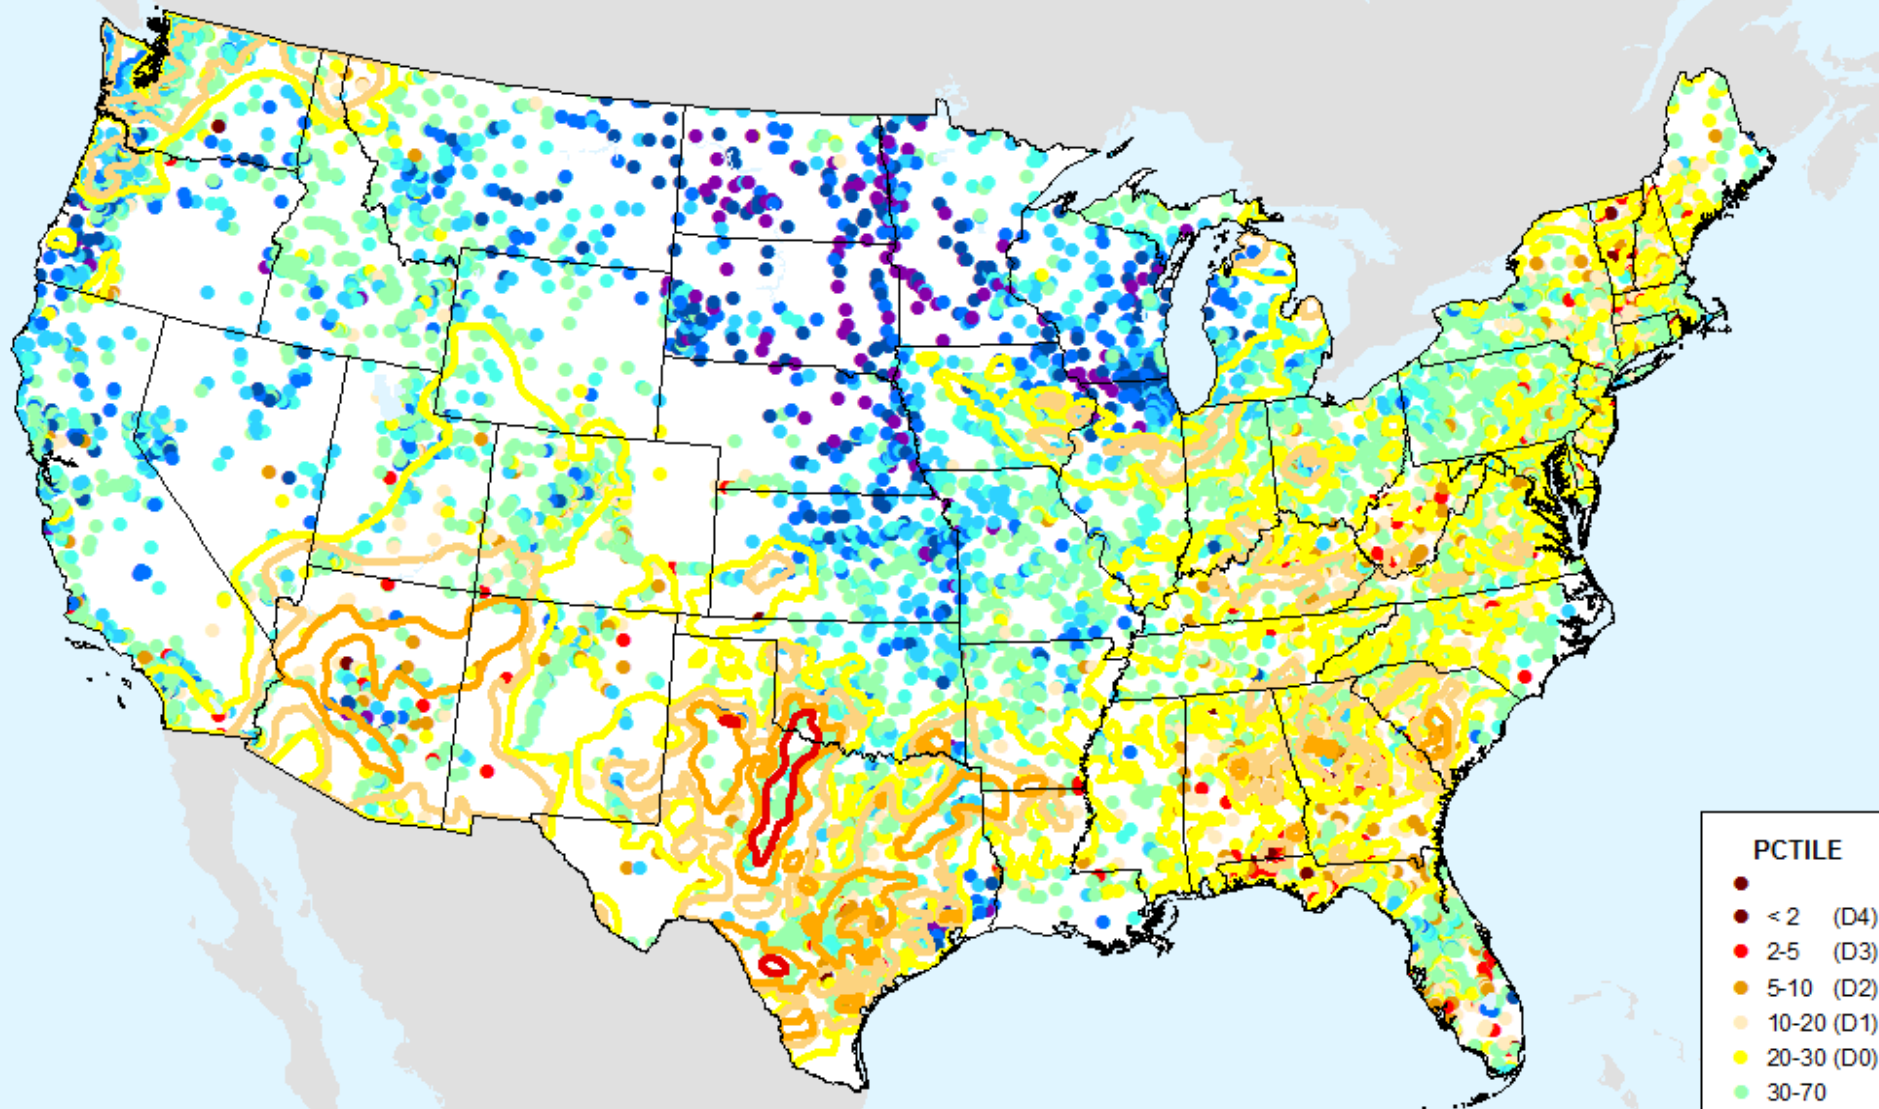 PCTILE
< 2 (D4)
2-5 (D3)
5-10 (D2)
10-20 (D1)
20-30 (D0)
30-70